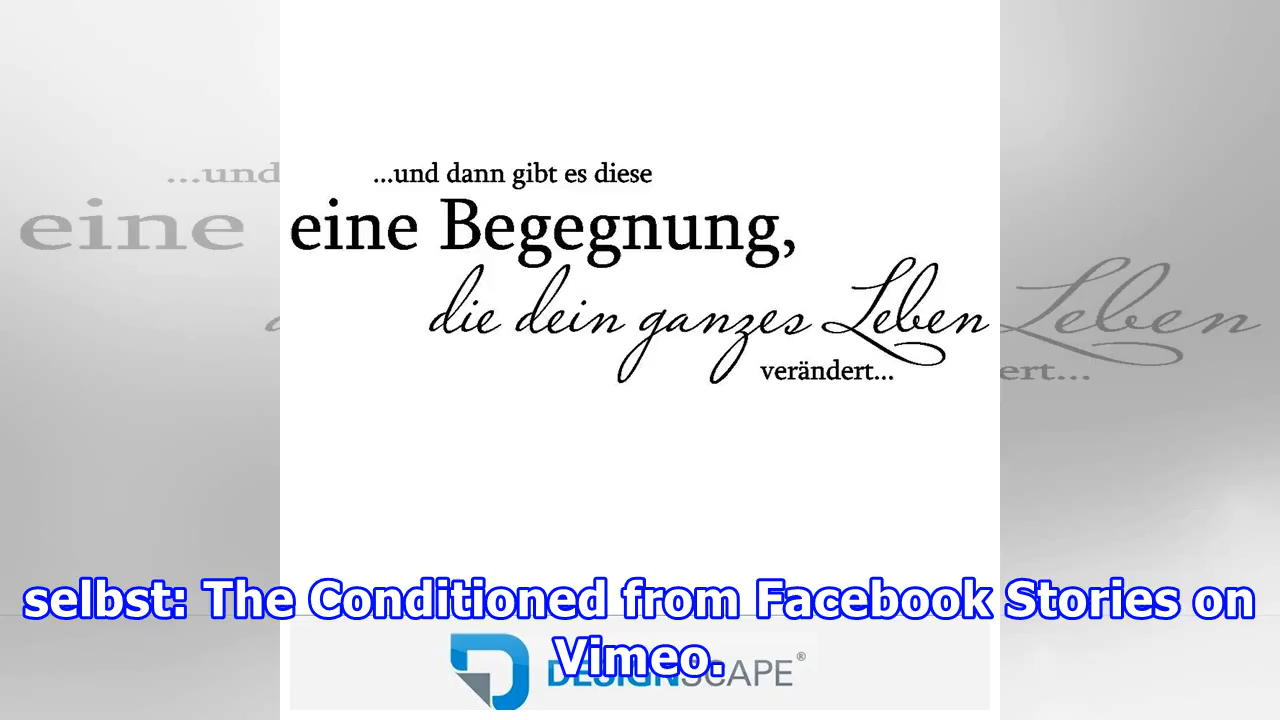 ...und dann gibt es diese
eine Begegnung,
die dein ganzes Leben
verändert...
selbst: The Conditioned from Facebook Stories on
Vimeo.
DESIGNSCAPE®